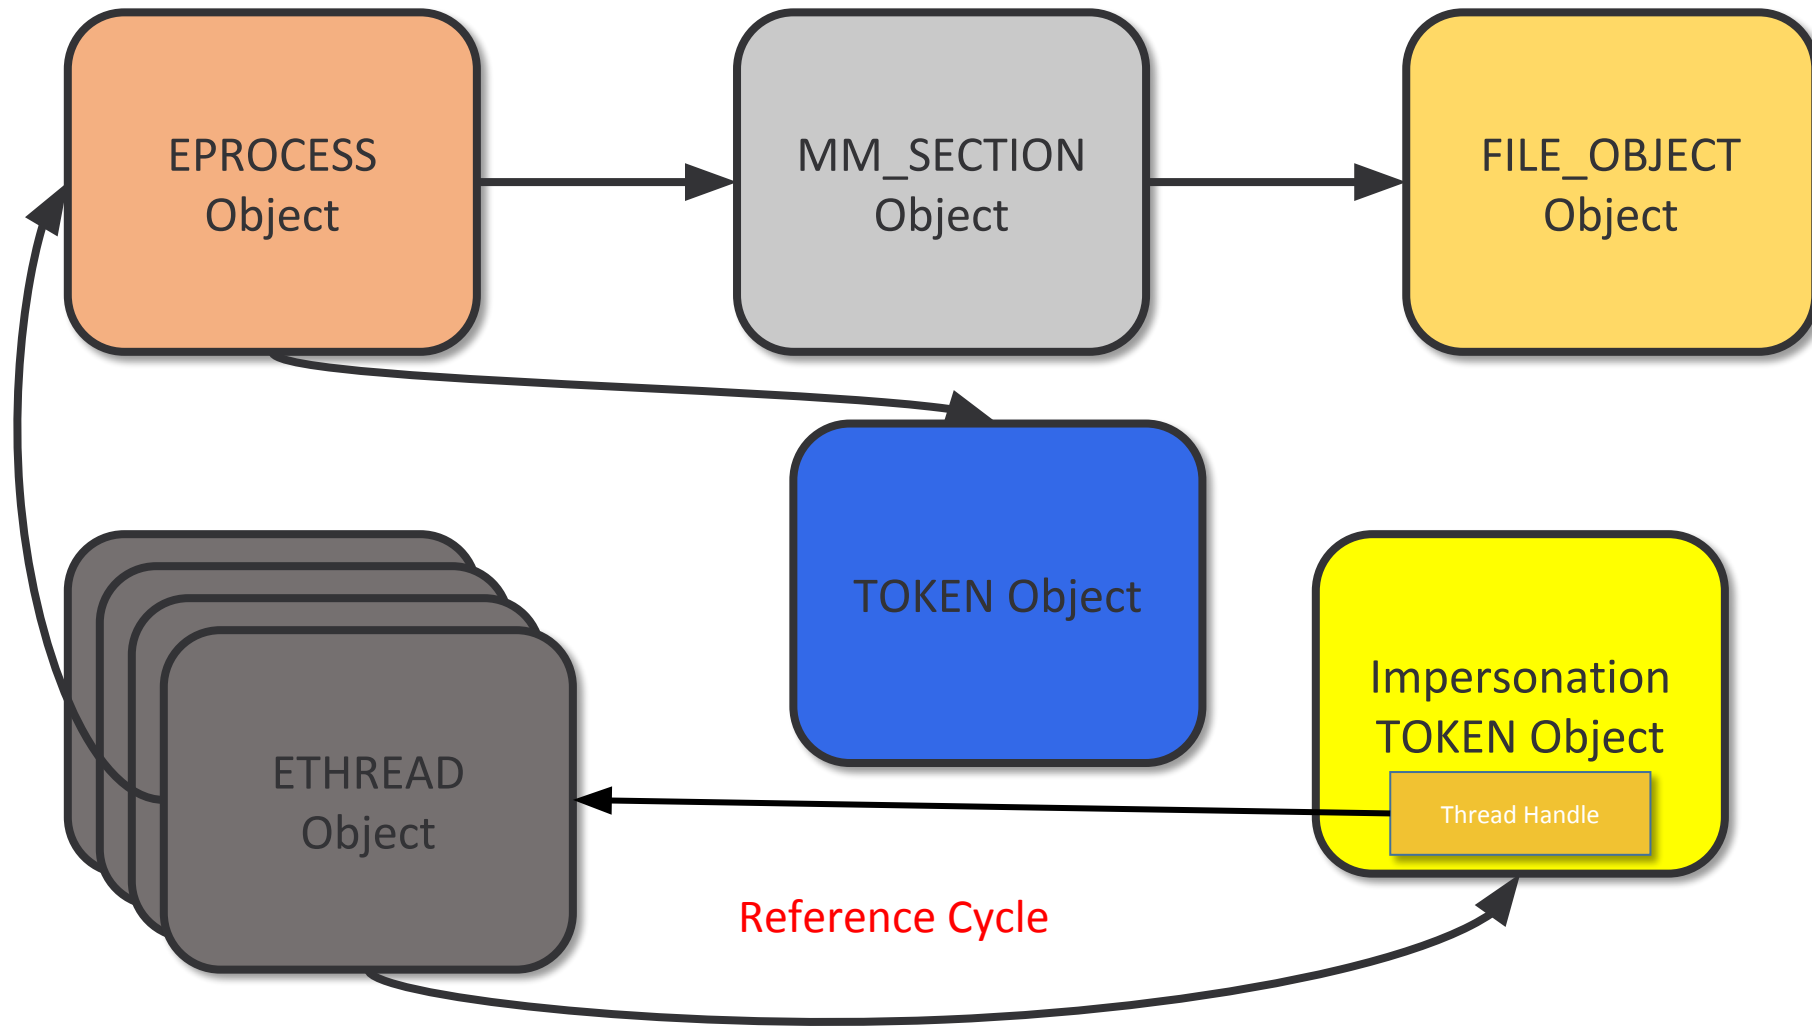 EPROCESS
Object
MM_SECTION
Object
FILE_OBJECT
Object
TOKEN Object
Impersonation
TOKEN Object
Thread Handle
ETHREAD
Object
Reference Cycle